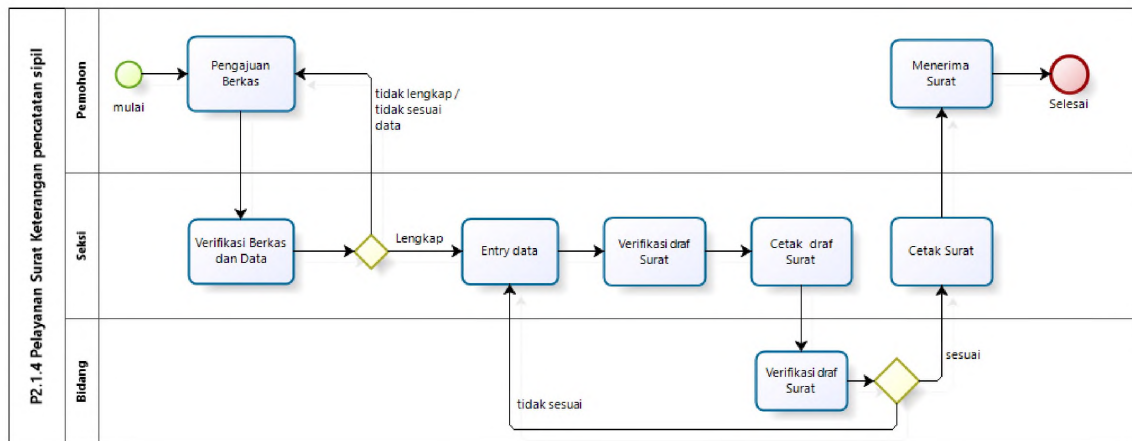 P2.1.4 Pelayanan Surat Keterangan pencatatan sipil
Pemohon
mulai
Pengajuan
Berkas
tidak lengkap /
tidak sesuai
data
Menerima
Surat
Selesai
Seksi
Verifikasi Berkas
dan Data
Lengkap
Entry data
Verifikasi draf
Surat
Cetak draf
Surat
Cetak Surat
Bidang
Verifikasi draf
Surat
sesuai
tidak sesuai